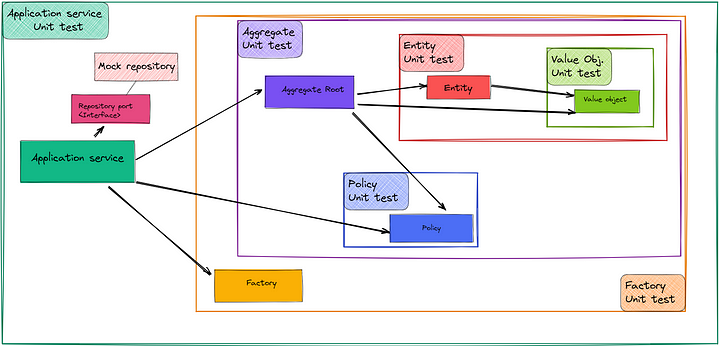 Application service
Unit test
Aggregate
Unit test
Entity
Unit test
Value Obj.
Unit test
Mock repository
Repository port
<Interface>
Aggregate Root
Entity
Value object
Application service
Policy
Unit test
Policy
Factory
Factory
Unit test